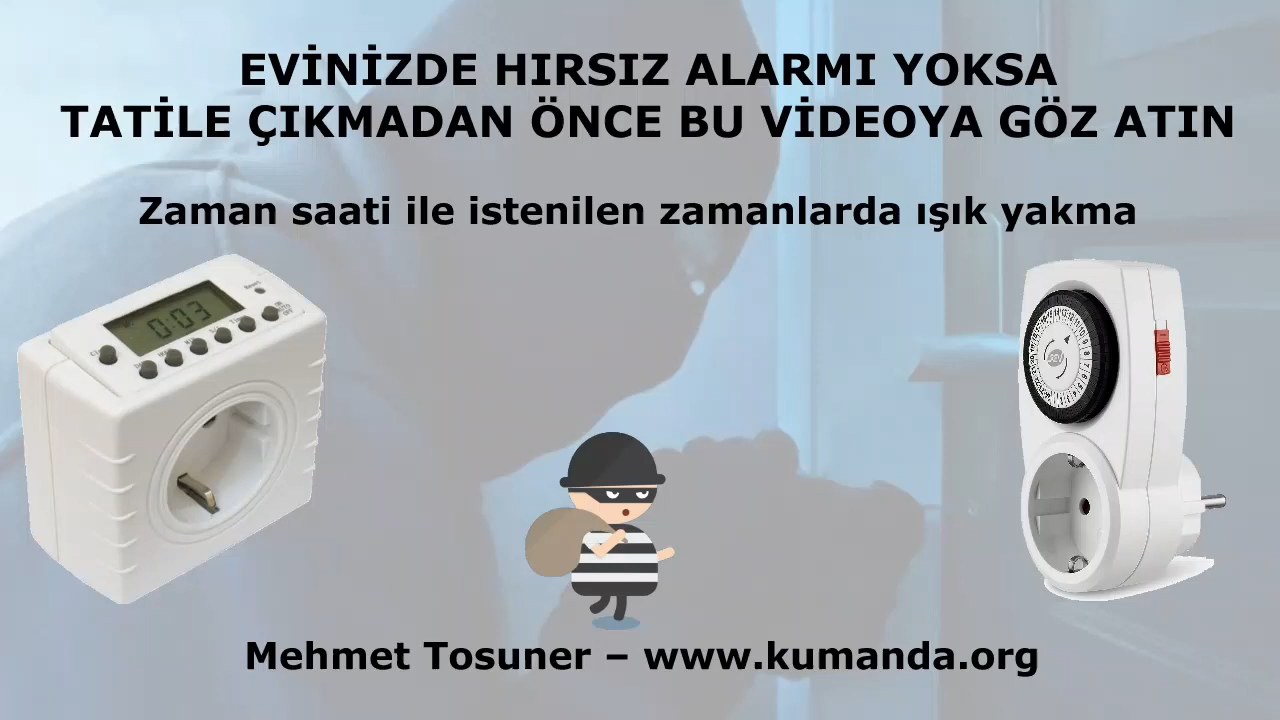 EVİNİZDE HIRSIZ ALARMI YOKSA
TATİLE ÇIKMADAN ÖNCE BU VİDEOYA GÖZ ATIN
Zaman saati ile istenilen zamanlarda ışık yakma
0:03
Mehmet Tosuner – www.kumanda.org